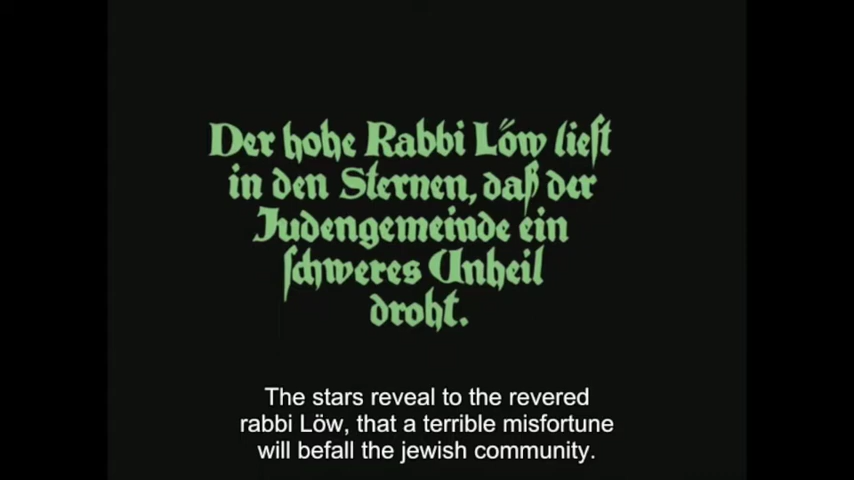 Der hohe Rabbi Löw liest
in den Sternen, daß der
Judengemeinde ein
schweres Unheil
droht.
The stars reveal to the revered
rabbi Löw, that a terrible misfortune
will befall the jewish community.